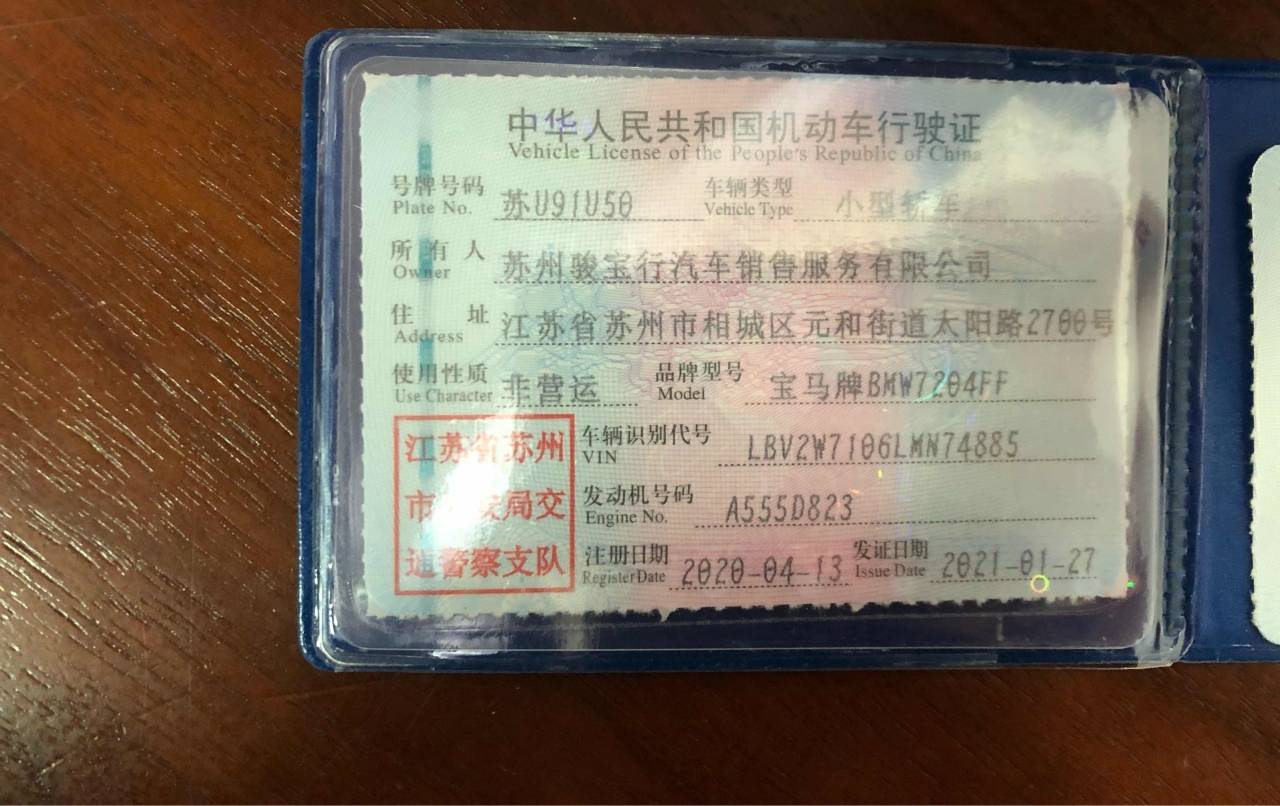 中华人民共和国机动车行驶证
Vehicle License of the People's Republic of China
号牌号码 苏U91U50 车辆类型 小型轿车
Plate No. Vehicle Type
所有人 苏州骏宝行汽车销售服务有限公司
Owner
住址 江苏省苏州市相城区元和街道太阳路2700号
Address
使用性质 非营运 品牌型号 宝马牌BMW7204FF
Use Character Model
江苏省苏州
市公安局交
通警察支队
车辆识别代号 LBV2W7106LMN74885
VIN
发动机号码 A555D823
Engine No.
注册日期 2020-04-13 发证日期 2021-01-27
Register Date Issue Date